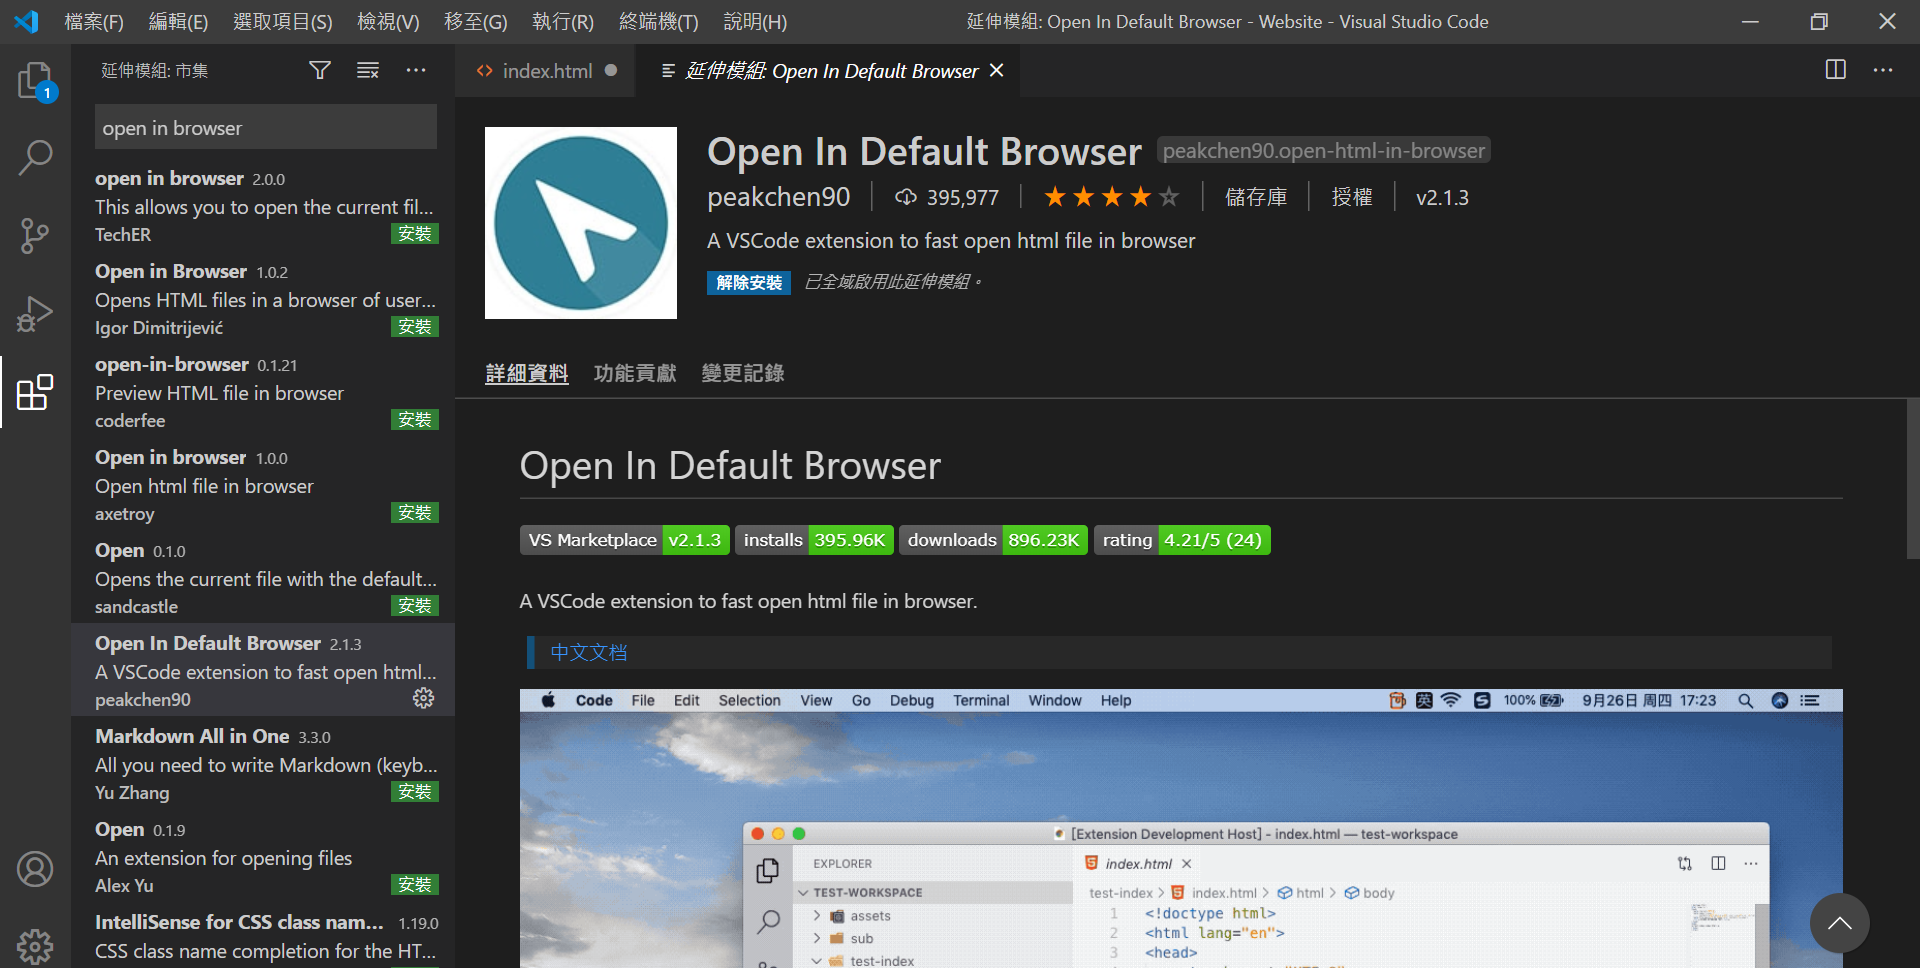 檔案(F) 編輯(E) 選取項目(S) 檢視(V) 移至(G) 執行(R) 終端機(T) 說明(H) 延伸模組: Open In Default Browser - Website - Visual Studio Code
延伸模組: 市集
index.html
延伸模組: Open In Default Browser
1
open in browser
open in browser 2.0.0
This allows you to open the current fil...
TechER 安裝
Open in Browser 1.0.2
Opens HTML files in a browser of user...
Igor Dimitrijević 安裝
open-in-browser 0.1.21
Preview HTML file in browser
coderfee 安裝
Open in browser 1.0.0
Open html file in browser
axetroy 安裝
Open 0.1.0
Opens the current file with the default...
sandcastle 安裝
Open In Default Browser 2.1.3
A VSCode extension to fast open html...
peakchen90
Markdown All in One 3.3.0
All you need to write Markdown (keyb...
Yu Zhang 安裝
Open 0.1.9
An extension for opening files
Alex Yu 安裝
IntelliSense for CSS class nam... 1.19.0
CSS class name completion for the HT...
Open In Default Browser peakchen90.open-html-in-browser
peakchen90 395,977 儲存庫 授權 v2.1.3
A VSCode extension to fast open html file in browser
解除安裝 已全域啟用此延伸模組。
詳細資料 功能貢獻 變更記錄
Open In Default Browser
VS Marketplace v2.1.3 installs 395.96K downloads 896.23K rating 4.21/5 (24)
A VSCode extension to fast open html file in browser.
中文文档
Code File Edit Selection View Go Debug Terminal Window Help 英 100% 9月26日 周四 17:23
[Extension Development Host] - index.html — test-workspace
EXPLORER
index.html
TEST-WORKSPACE
test-index index.html html body
assets
sub
test-index
1 <!doctype html>
2 <html lang="en">
3 <head>